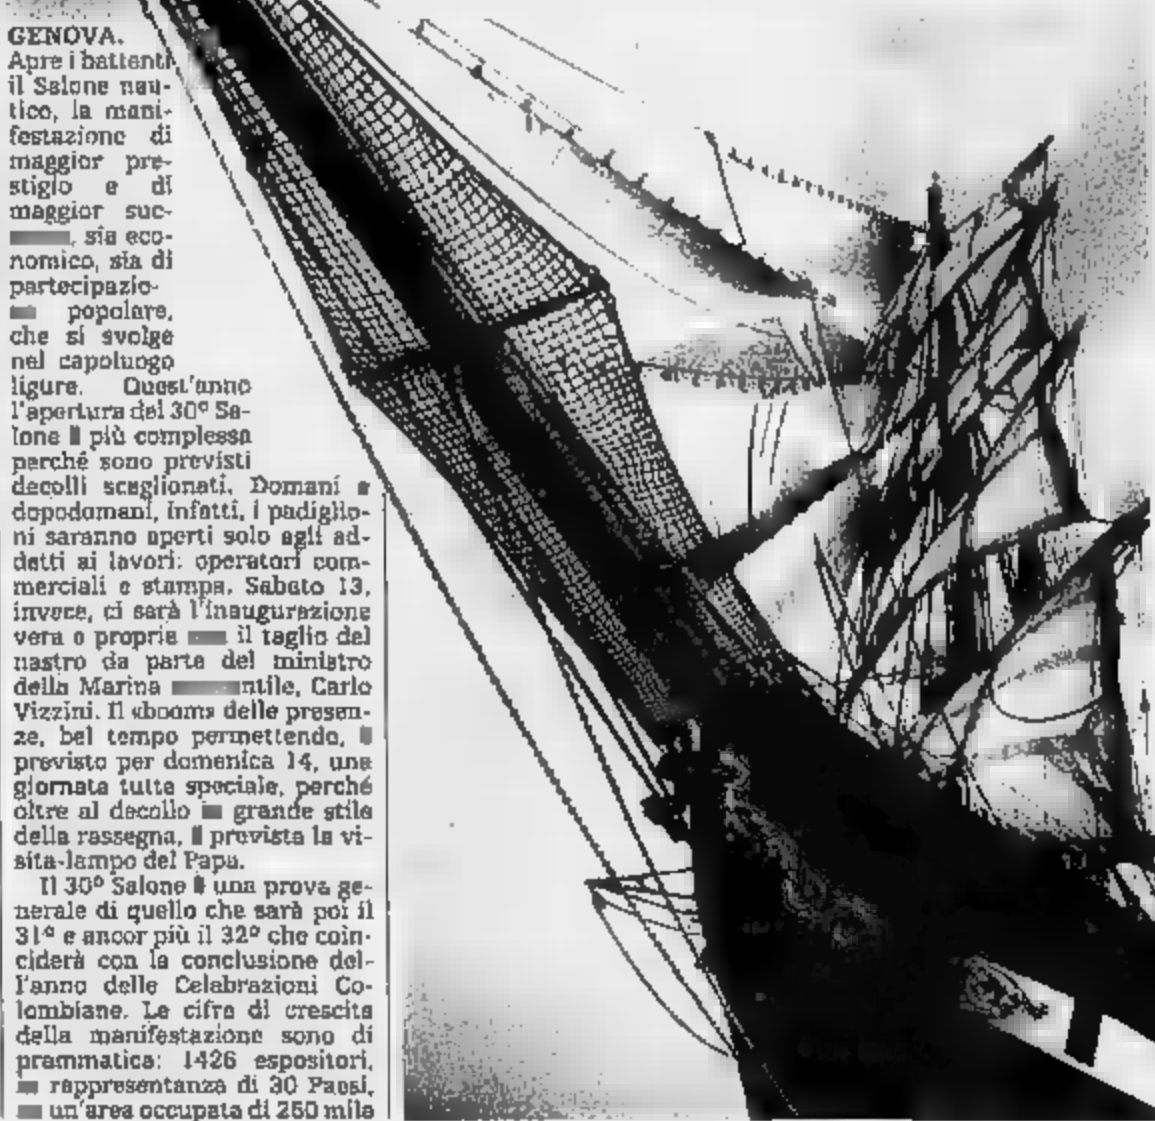 GENOVA.
Apre i battenti
il Salone nau-
tico, la mani-
festazione di
maggior pre-
stigio e di
maggior suc-
, sia eco-
nomico, sia di
partecipazio-
popolare,
che si svolge
nel capoluogo
ligure. Quest'anno
l'apertura del 30º Sa-
lone più complessa
perché sono previsti
decolli scaglionati. Domani e
dopodomani, infatti, i padiglio-
ni saranno aperti solo agli ad-
detti ai lavori: operatori com-
merciali e stampa. Sabato 13,
invece, ci sarà l'inaugurazione
vera e propria il taglio del
nastro da parte del ministro
della Marina ntile, Carlo
Vizzini. Il «boom» delle presen-
ze, bel tempo permettendo,
previsto per domenica 14, una
giornata tutta speciale, perché
oltre al decollo grande stile
della rassegna, prevista la vi-
sita-lampo del Papa.
Il 30º Salone una prova ge-
nerale di quello che sarà poi il
31º e ancor più il 32º che coin-
ciderà con la conclusione del-
l'anno delle Celebrazioni Co-
lombiane. Le cifre di crescita
della manifestazione sono di
prammatica: 1426 espositori,
rappresentanza di 30 Paesi,
un'area occupata di 250 mila